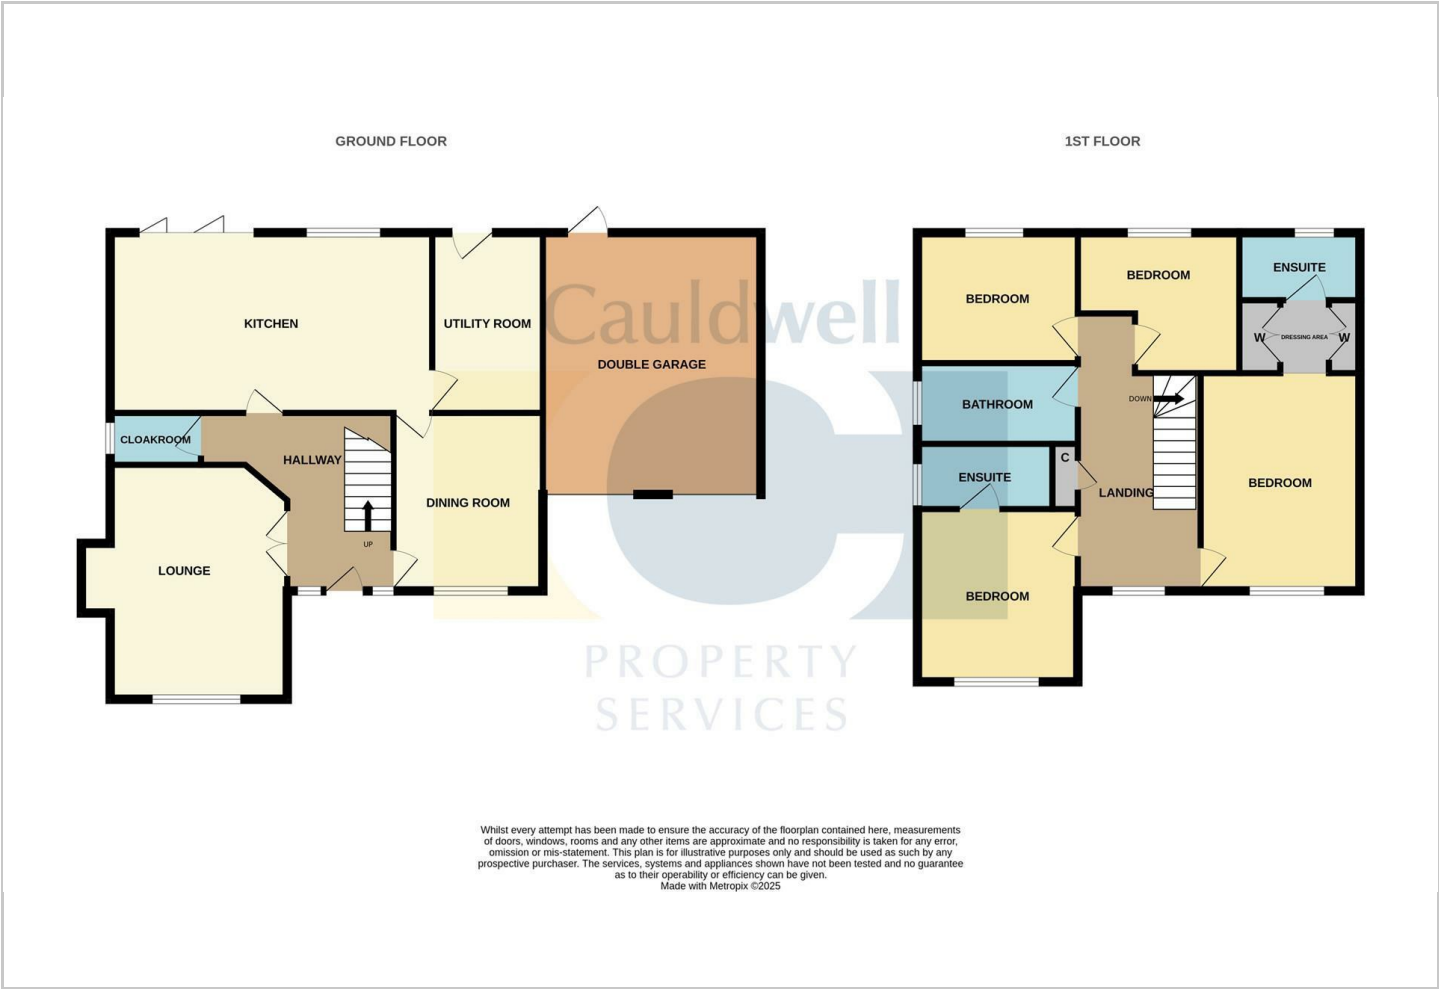 GROUND FLOOR
1ST FLOOR
KITCHEN
UTILITY ROOM
DOUBLE GARAGE
CLOAKROOM
HALLWAY
DINING ROOM
LOUNGE
UP
BEDROOM
BEDROOM
ENSUITE
W
DRESSING AREA
W
BATHROOM
DOWN
ENSUITE
C
LANDING
BEDROOM
BEDROOM
Cauldwell
PROPERTY
SERVICES
Whilst every attempt has been made to ensure the accuracy of the floorplan contained here, measurements
of doors, windows, rooms and any other items are approximate and no responsibility is taken for any error,
omission or mis-statement. This plan is for illustrative purposes only and should be used as such by any
prospective purchaser. The services, systems and appliances shown have not been tested and no guarantee
as to their operability or efficiency can be given.
Made with Metropix ©2025